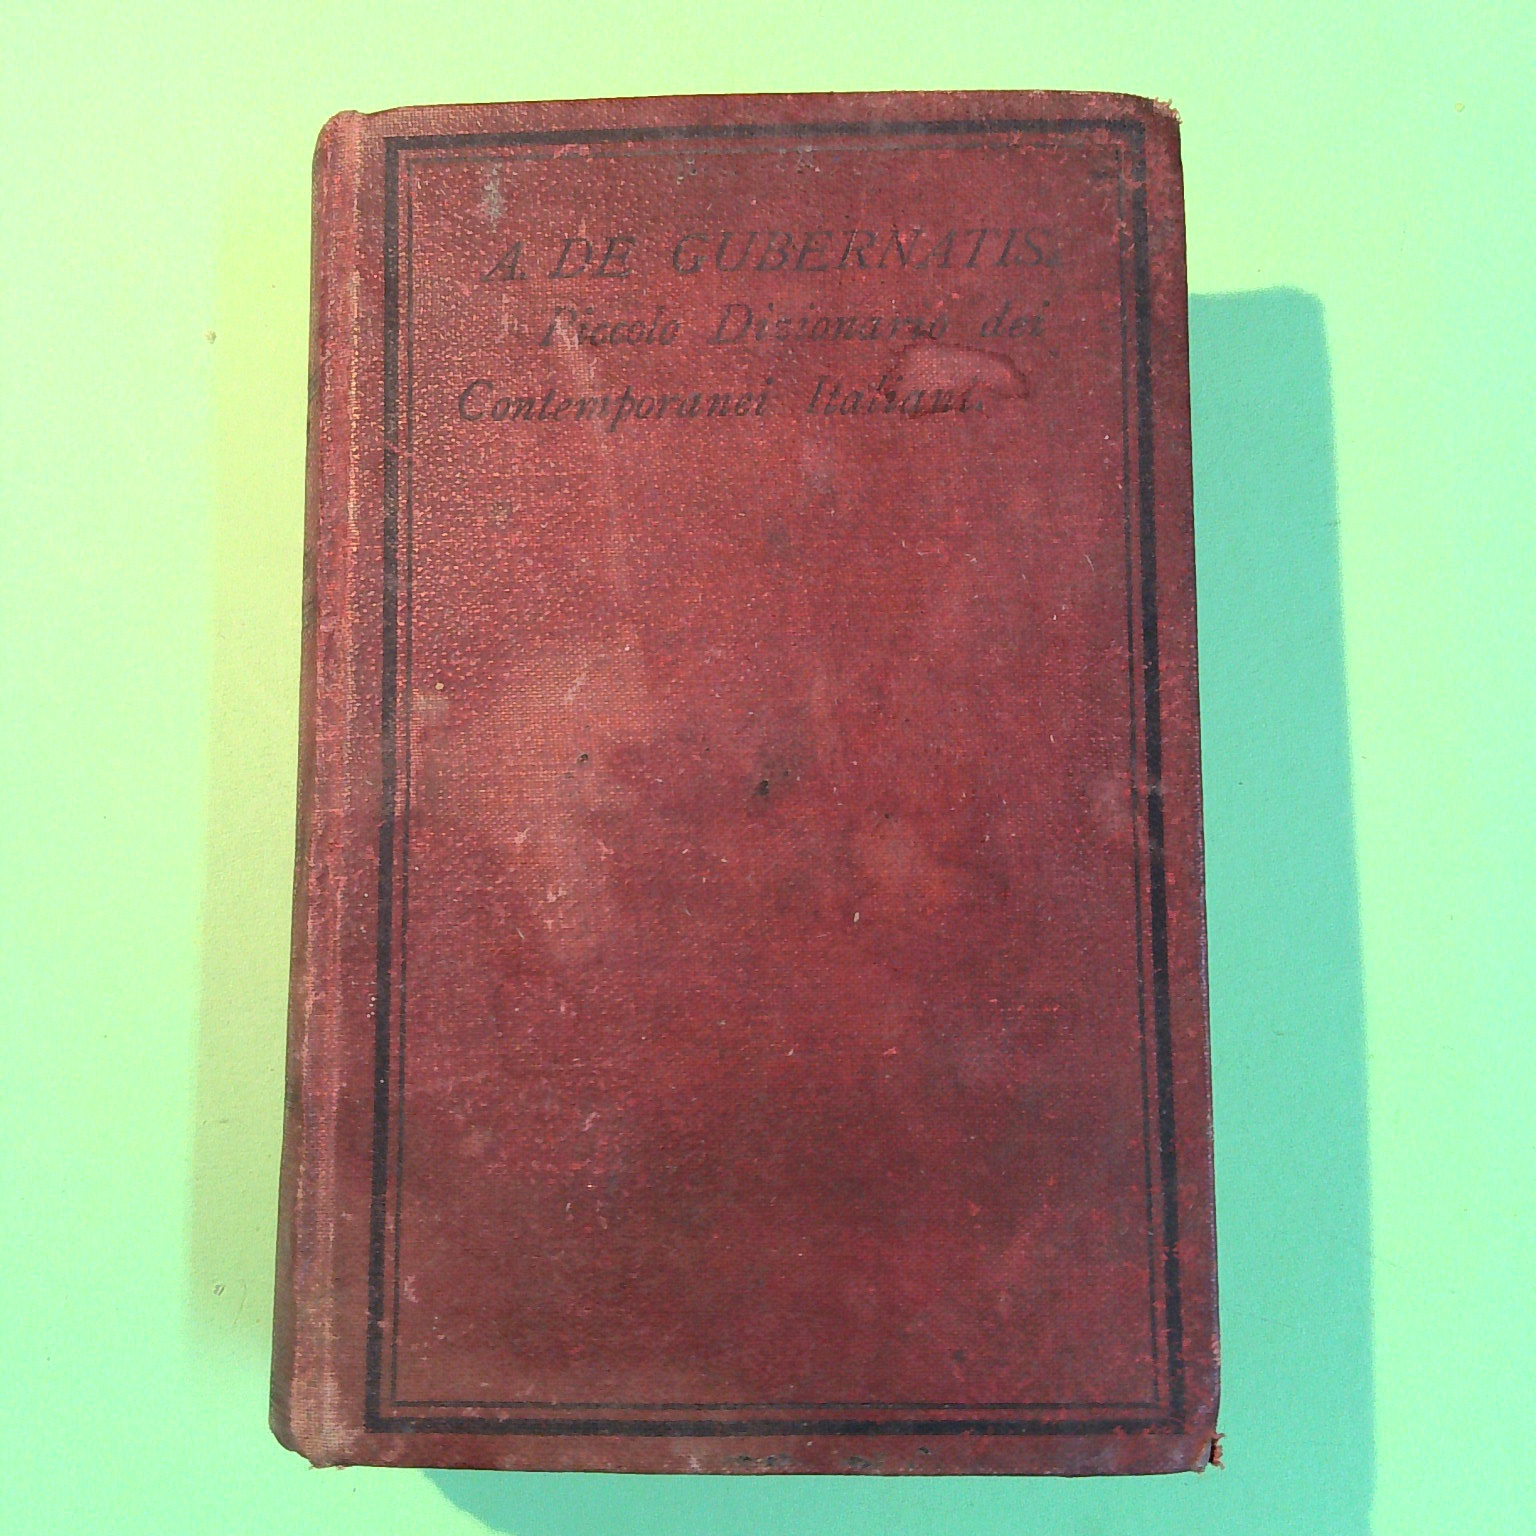 A. DE GUBERNATIS.
Piccolo Dizionario dei
Contemporanei Italiani.